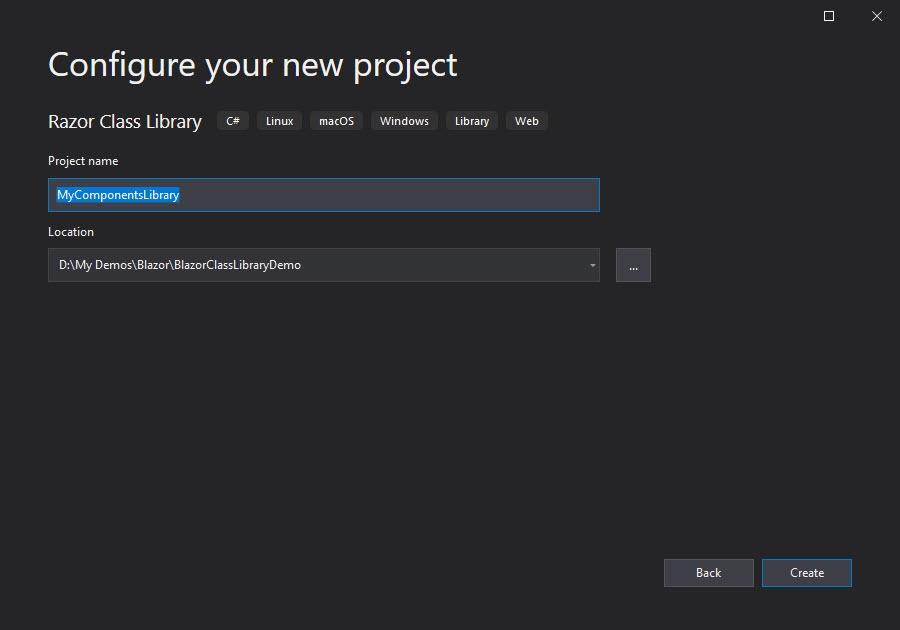 Configure your new project
Razor Class Library C# Linux macOS Windows Library Web
Project name
MyComponentsLibrary
Location
D:\My Demos\Blazor\BlazorClassLibraryDemo ...
Back Create